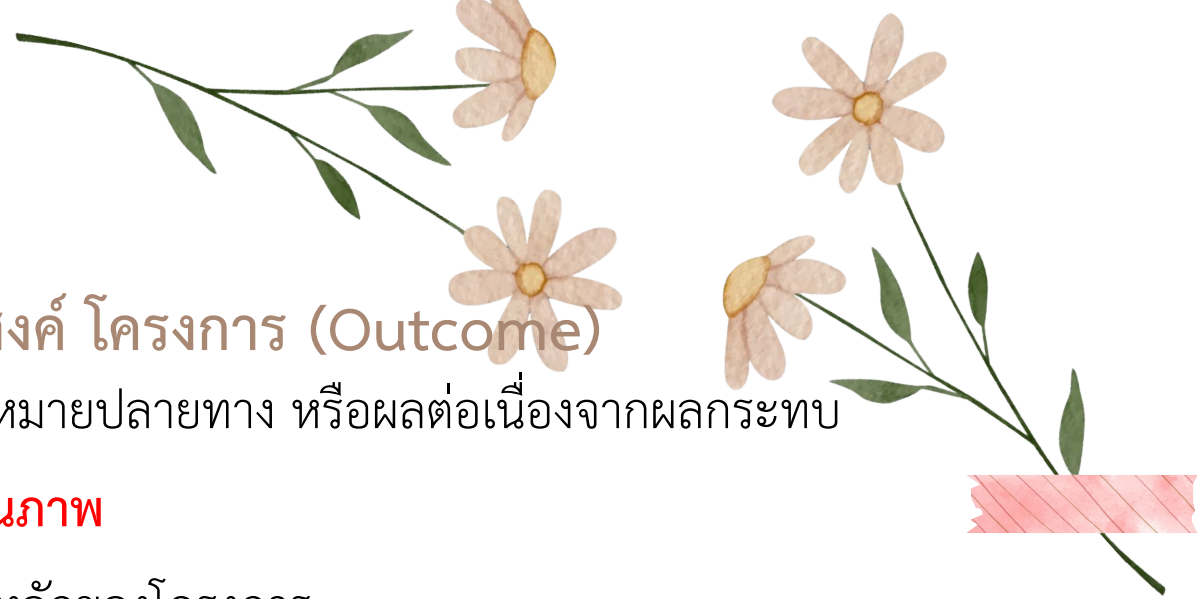 งค์ โครงการ (Outcome)
หมายปลายทาง หรือผลต่อเนื่องจากผลกระทบ
ภาพ